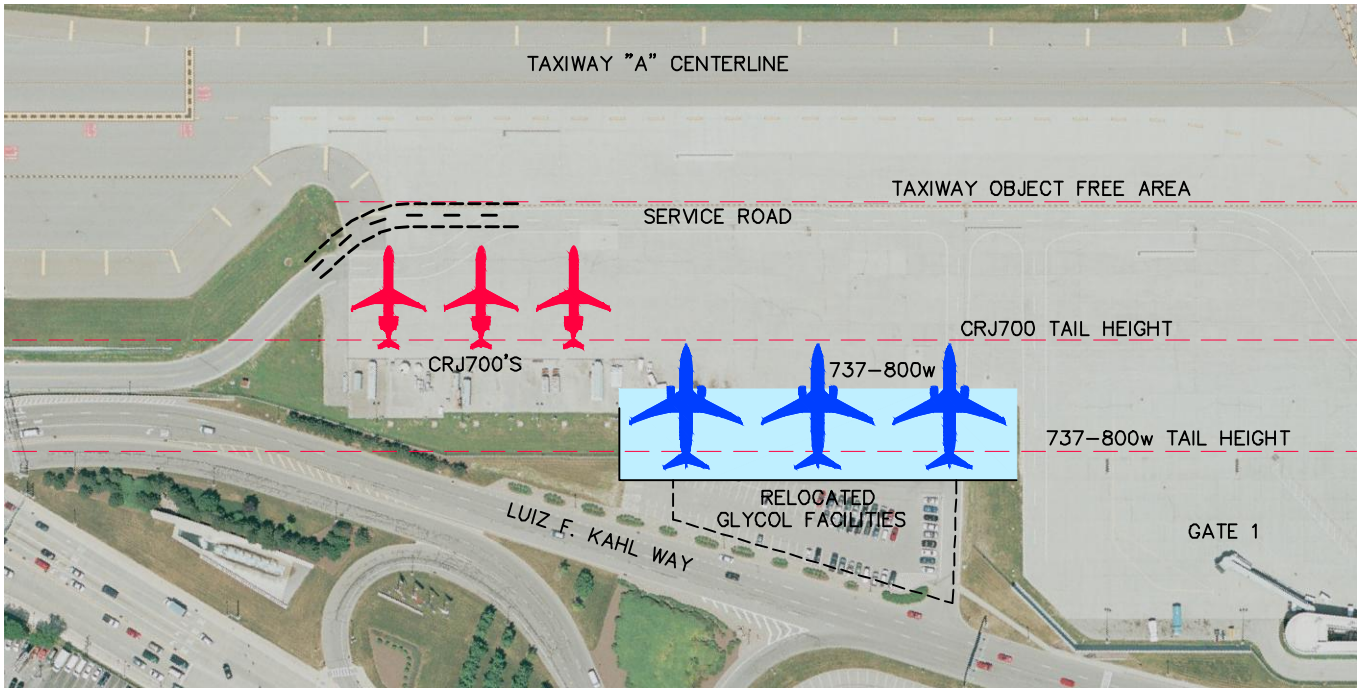 TAXIWAY "A" CENTERLINE
TAXIWAY OBJECT FREE AREA
SERVICE ROAD
CRJ700 TAIL HEIGHT
CRJ700'S
737-800w
737-800w TAIL HEIGHT
RELOCATED
GLYCOL FACILITIES
LUIZ F. KAHL WAY
GATE 1